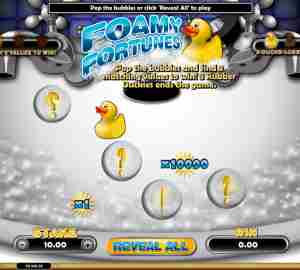 Pop the bubbles or click 'Reveal All' to play
FOAMY
FORTUNES
Pop the bubbles and find 3
matching values to win a Rubber
Duckies ends the game.
x10000
x1
STAKE
10.00
REVEAL ALL
WIN
0.00